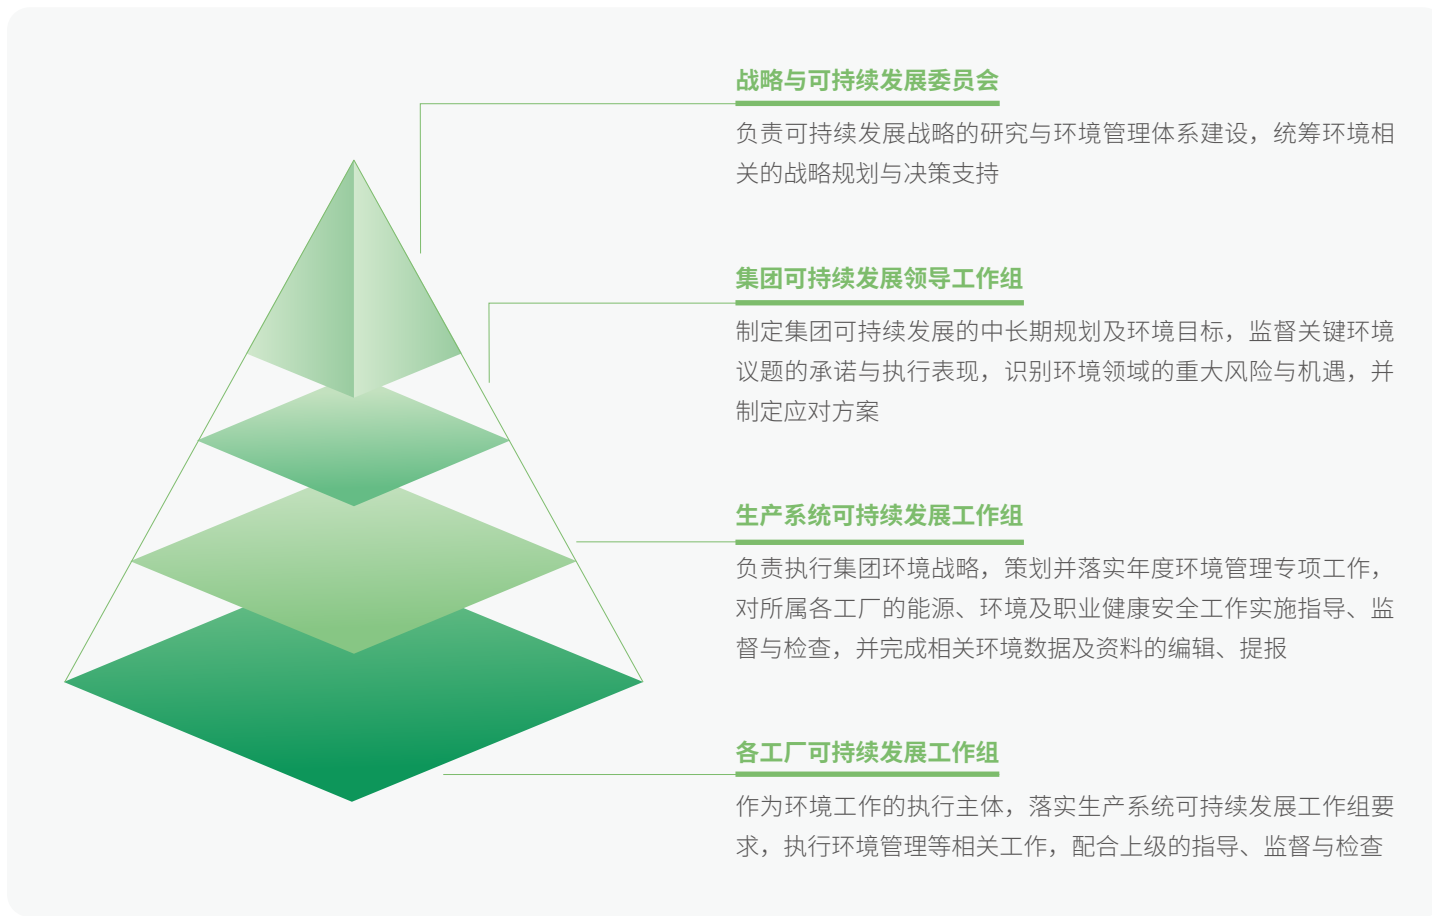 战略与可持续发展委员会
负责可持续发展战略的研究与环境管理体系建设，统筹环境相
关的战略规划与决策支持
集团可持续发展领导工作组
制定集团可持续发展的中长期规划及环境目标，监督关键环境
议题的承诺与执行表现，识别环境领域的重大风险与机遇，并
制定应对方案
生产系统可持续发展工作组
负责执行集团环境战略，策划并落实年度环境管理专项工作，
对所属各工厂的能源、环境及职业健康安全工作实施指导、监
督与检查，并完成相关环境数据及资料的编辑、提报
各工厂可持续发展工作组
作为环境工作的执行主体，落实生产系统可持续发展工作组要
求，执行环境管理等相关工作，配合上级的指导、监督与检查